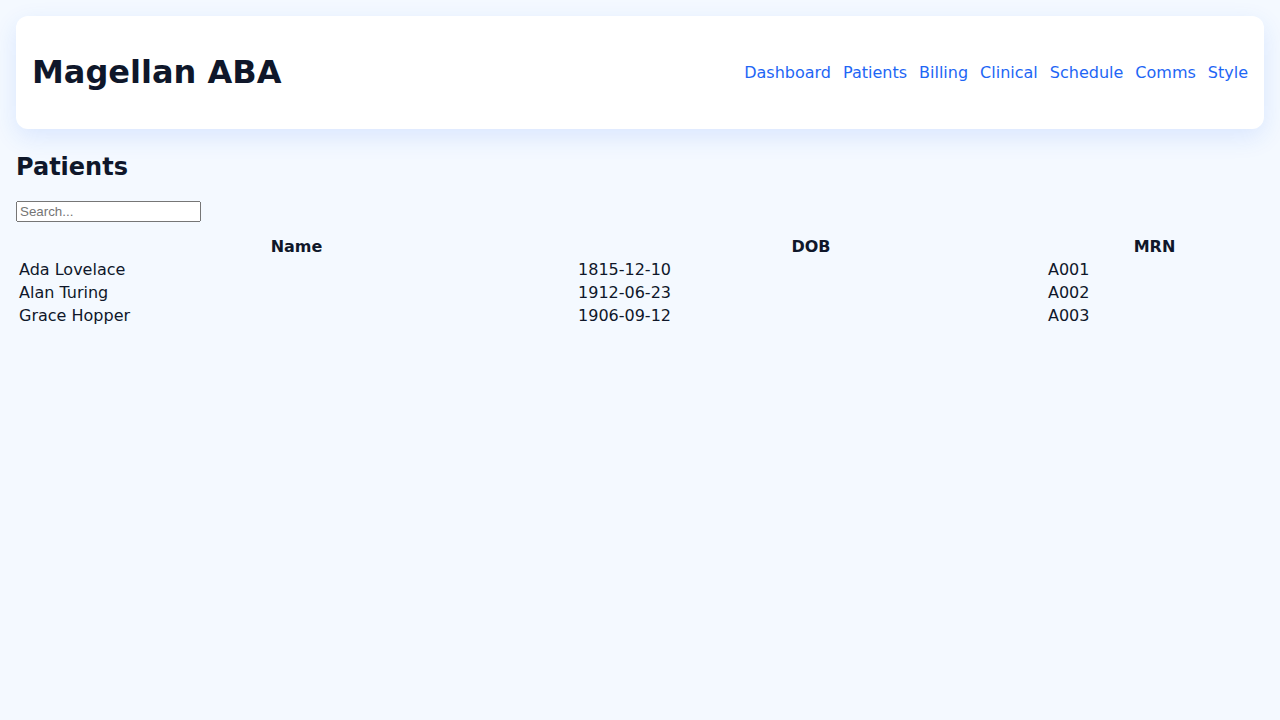 Magellan ABA
Dashboard Patients Billing Clinical Schedule Comms Style
Patients
Search...
Name DOB MRN
Ada Lovelace 1815-12-10 A001
Alan Turing 1912-06-23 A002
Grace Hopper 1906-09-12 A003